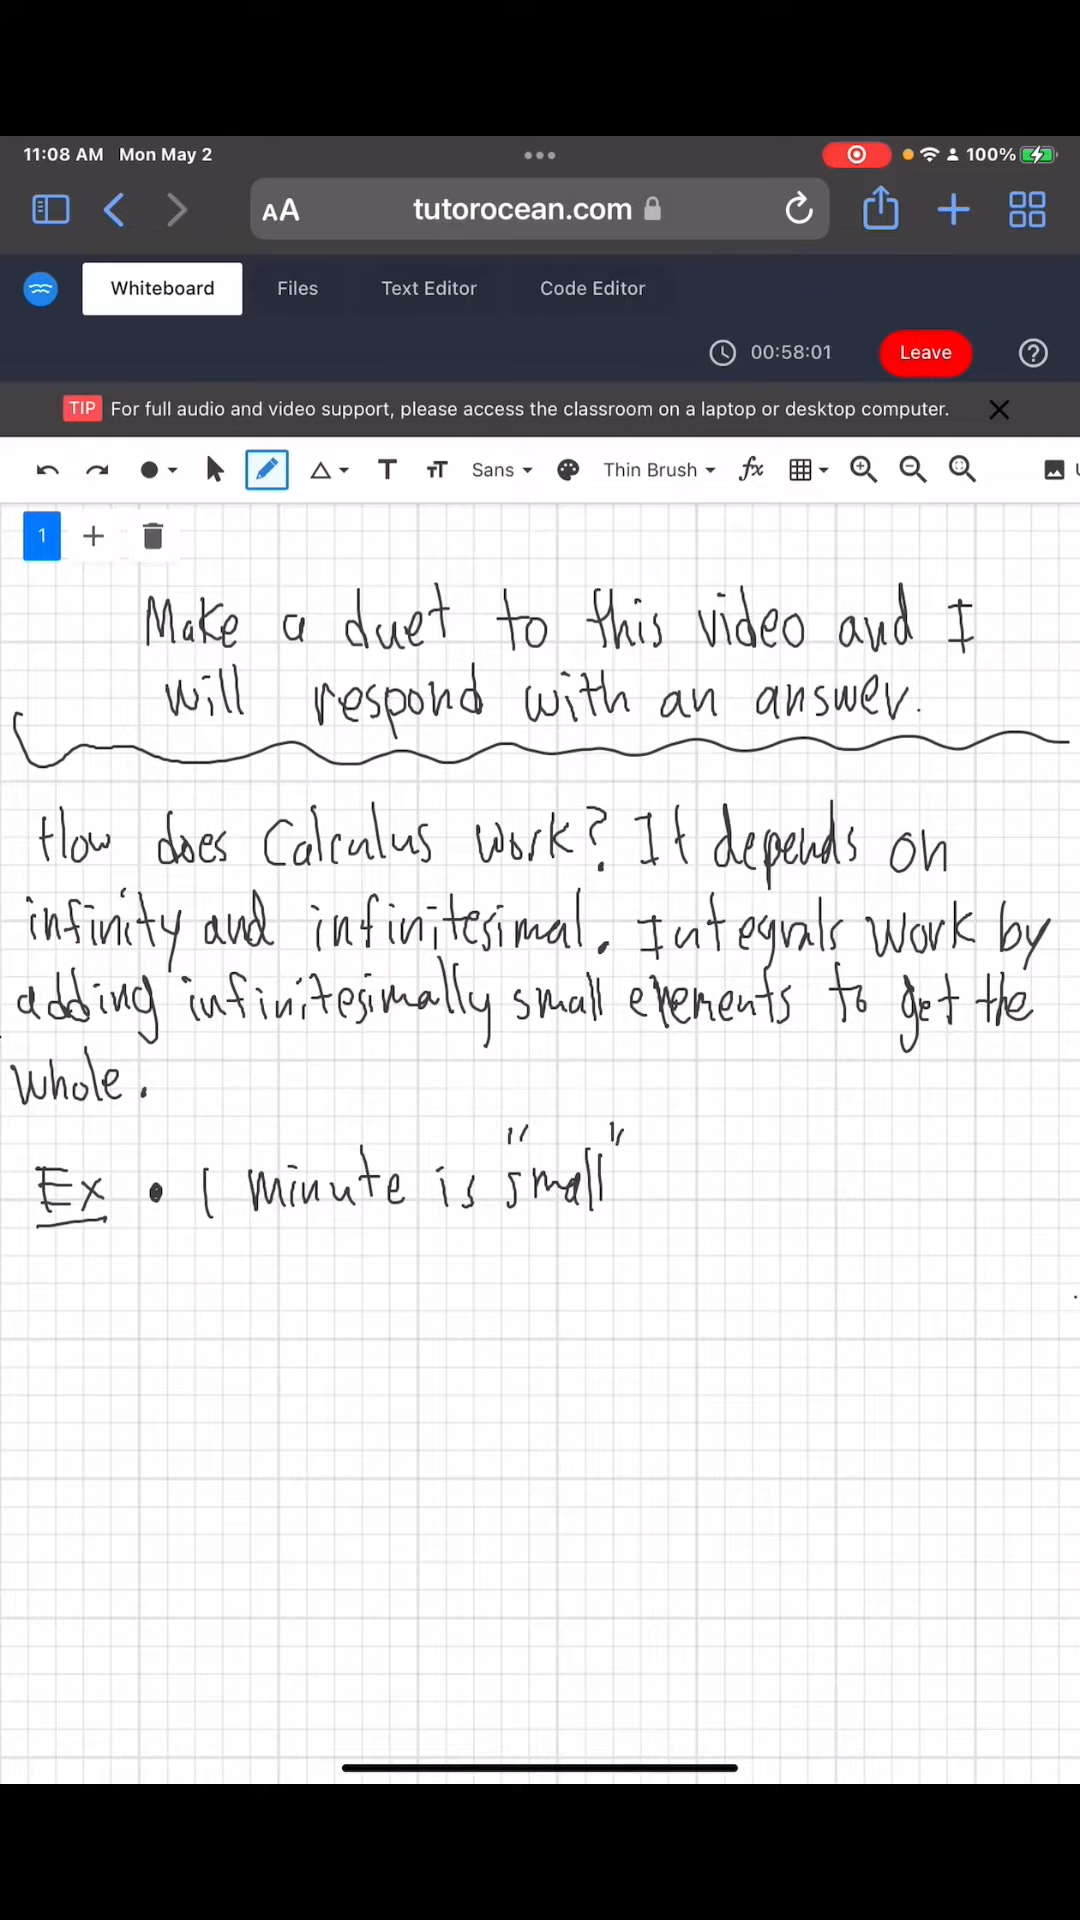 11:08 AM Mon May 2
100%
AA tutorocean.com
Whiteboard Files Text Editor Code Editor
00:58:01 Leave ?
TIP For full audio and video support, please access the classroom on a laptop or desktop computer.
T TT Sans Thin Brush fx
1
Make a duet to this video and I
will respond with an answer.
How does Calculus work? It depends on
infinity and infinitesimal. Integrals work by
adding infinitesimally small elements to get the
whole.
Ex • 1 minute is "small"